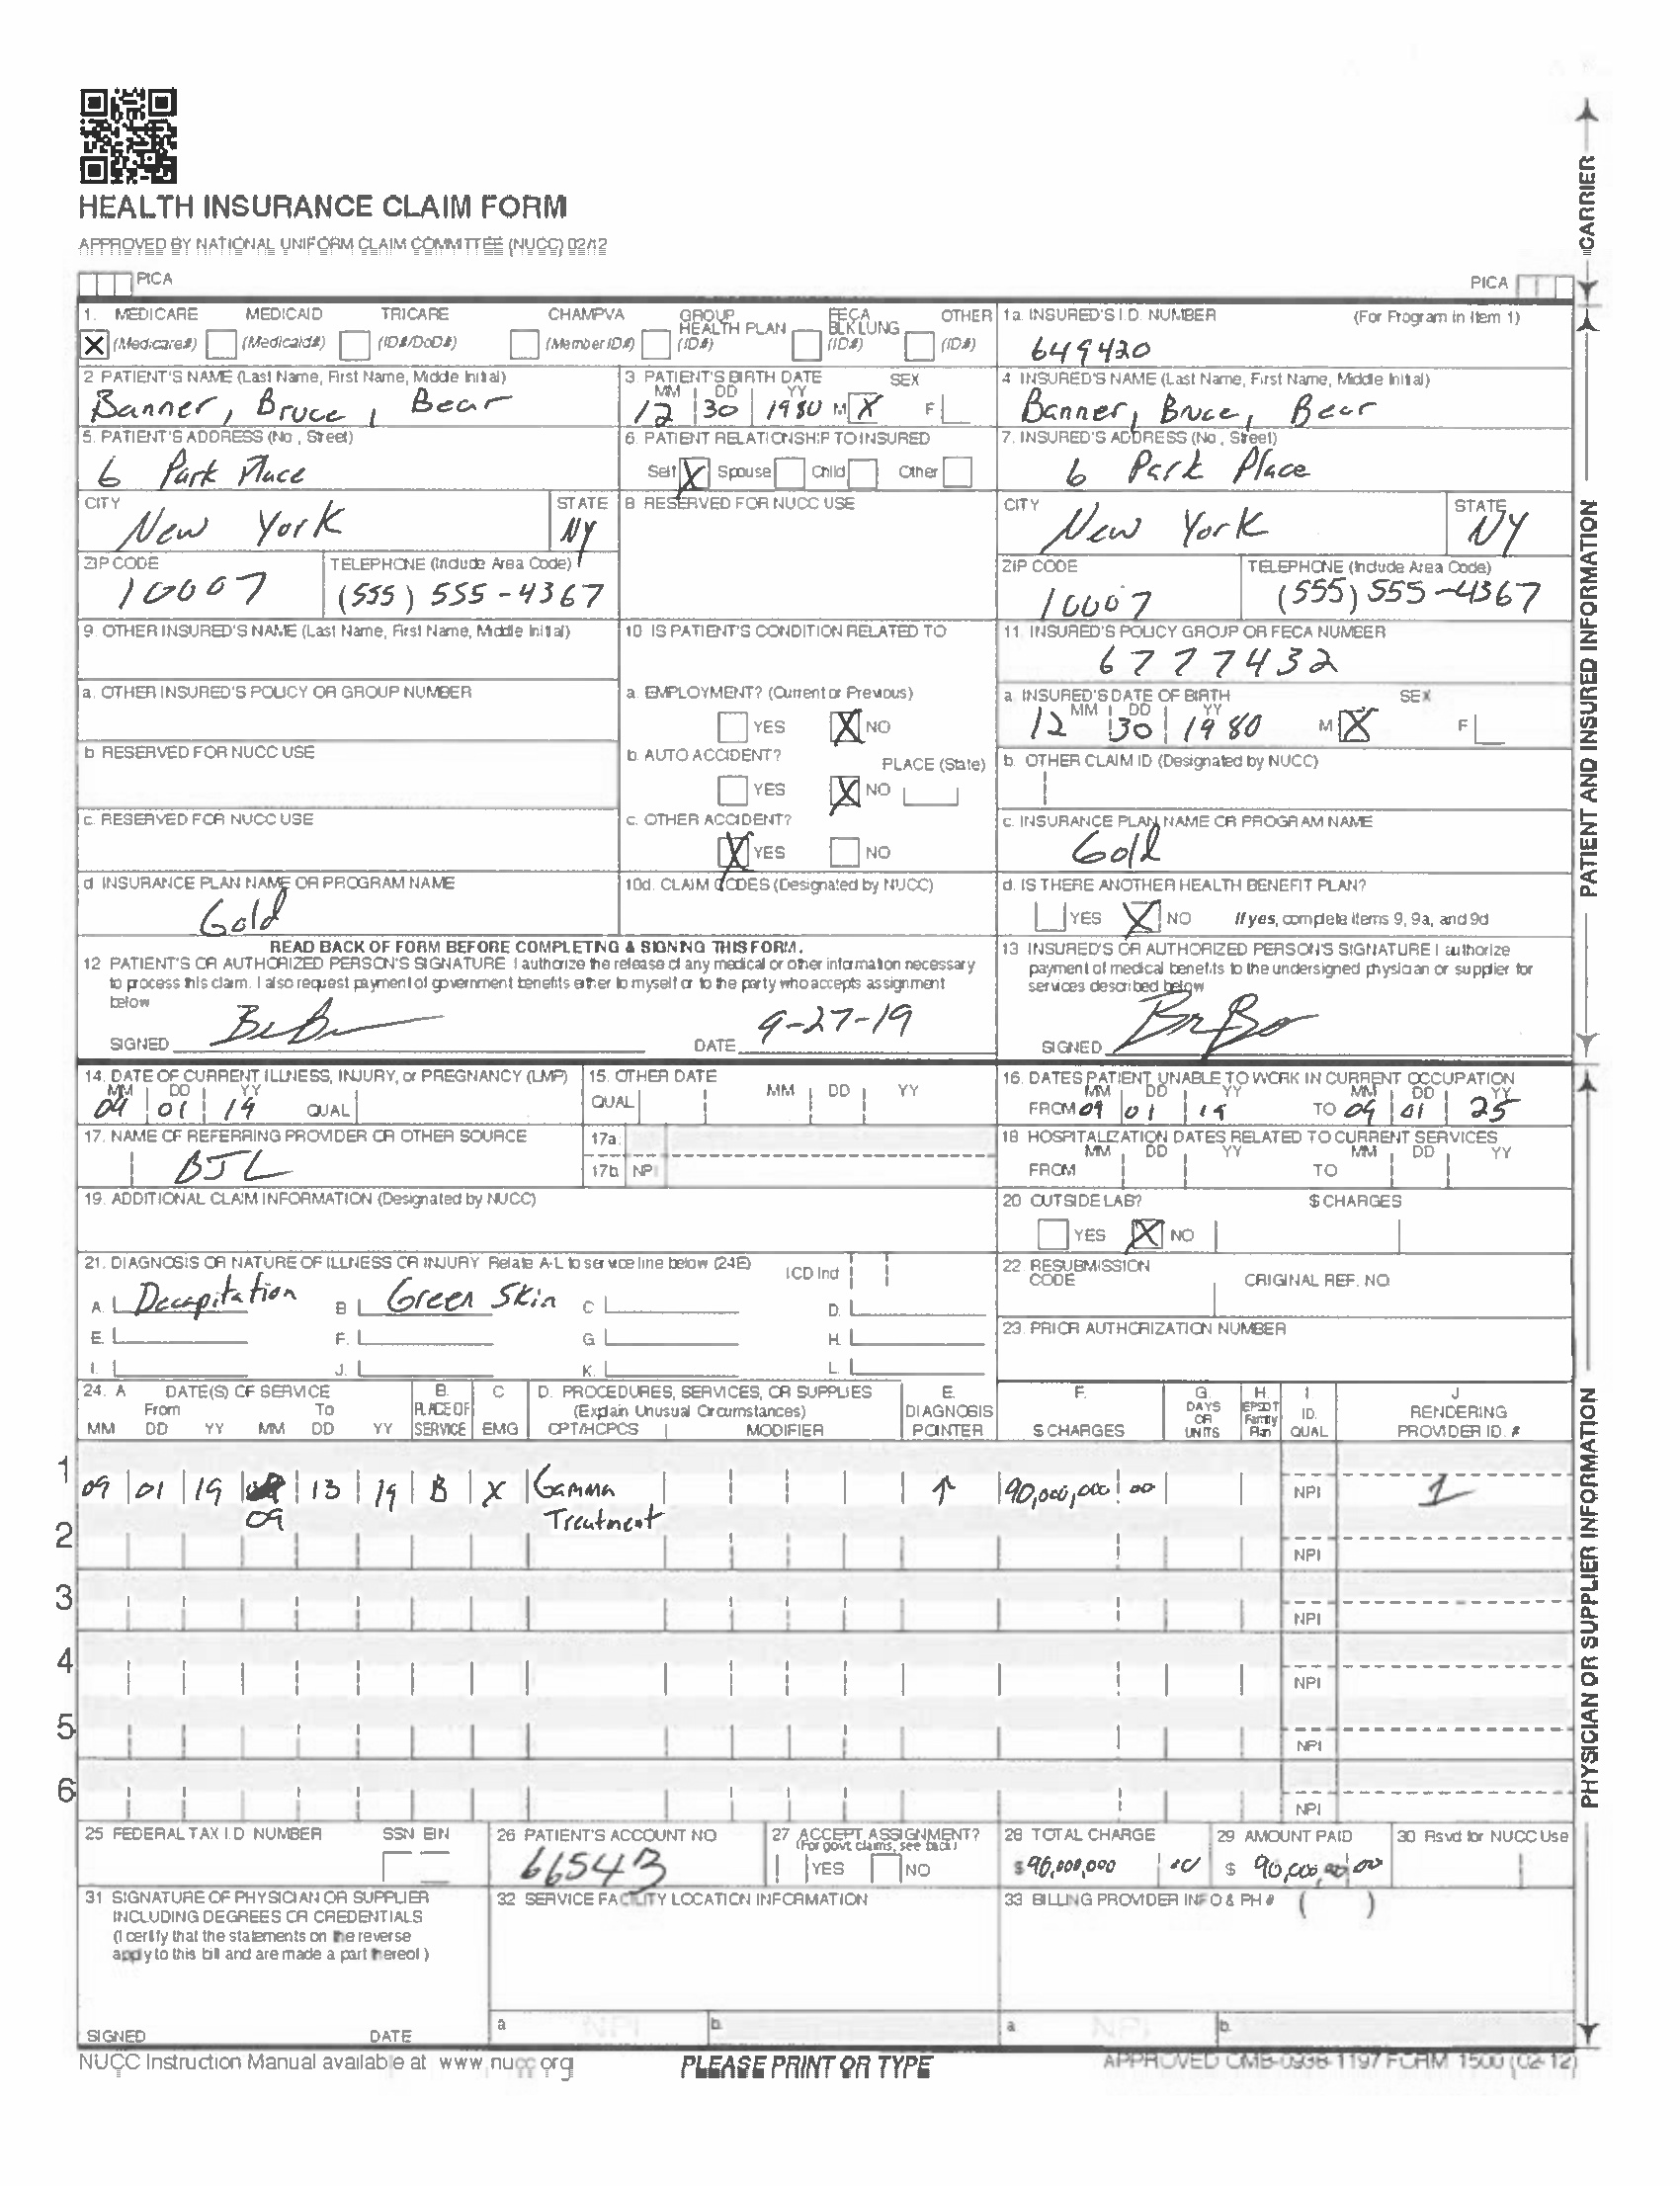 HEALTH INSURANCE CLAIM FORM
APPROVED BY NATIONAL UNIFORM CLAIM COMMITTEE (NUCC) 02/12
PICA
PICA
CARRIER
1. MEDICARE MEDICAID TRICARE CHAMPVA GROUP HEALTH PLAN FECA BLK LUNG OTHER
X (Medicare#) (Medicaid#) (ID#/DoD#) (Member ID#) (ID#) (ID#) (ID#)
1a. INSURED'S I.D. NUMBER (For Program in Item 1)
649420
2 PATIENT'S NAME (Last Name, First Name, Middle Initial)
Banner, Bruce, Bear
3 PATIENT'S BIRTH DATE SEX
MM DD YY
12 30 1980 M X F
4 INSURED'S NAME (Last Name, First Name, Middle Initial)
Banner, Bruce, Bear
5. PATIENT'S ADDRESS (No, Street)
6 Park Place
6. PATIENT RELATIONSHIP TO INSURED
Self X Spouse Child Other
7. INSURED'S ADDRESS (No, Street)
6 Park Place
CITY STATE
New York NY
8 RESERVED FOR NUCC USE
CITY STATE
New York NY
ZIP CODE TELEPHONE (Include Area Code)
10007 (555) 555-4367
ZIP CODE TELEPHONE (Include Area Code)
10007 (555) 555-4367
9 OTHER INSURED'S NAME (Last Name, First Name, Middle Initial)
10 IS PATIENT'S CONDITION RELATED TO
11. INSURED'S POLICY GROUP OR FECA NUMBER
6777432
a. OTHER INSURED'S POLICY OR GROUP NUMBER
a. EMPLOYMENT? (Current or Previous)
YES X NO
a. INSURED'S DATE OF BIRTH SEX
MM DD YY
12 30 1980 M X F
b RESERVED FOR NUCC USE
b. AUTO ACCIDENT? PLACE (State)
YES X NO
b. OTHER CLAIM ID (Designated by NUCC)
c. RESERVED FOR NUCC USE
c. OTHER ACCIDENT?
X YES NO
c. INSURANCE PLAN NAME OR PROGRAM NAME
Gold
d INSURANCE PLAN NAME OR PROGRAM NAME
Gold
10d. CLAIM CODES (Designated by NUCC)
d. IS THERE ANOTHER HEALTH BENEFIT PLAN?
YES X NO If yes, complete items 9, 9a, and 9d
READ BACK OF FORM BEFORE COMPLETING & SIGNING THIS FORM.
12 PATIENT'S OR AUTHORIZED PERSON'S SIGNATURE I authorize the release of any medical or other information necessary
to process this claim. I also request payment of government benefits either to myself or to the party who accepts assignment
below
SIGNED DATE 9-27-19
13 INSURED'S OR AUTHORIZED PERSON'S SIGNATURE I authorize
payment of medical benefits to the undersigned physician or supplier for
services described below
SIGNED
PATIENT AND INSURED INFORMATION
14. DATE OF CURRENT ILLNESS, INJURY, or PREGNANCY (LMP)
MM DD YY
09 01 19 QUAL
15. OTHER DATE
QUAL MM DD YY
16. DATES PATIENT UNABLE TO WORK IN CURRENT OCCUPATION
MM DD YY MM DD YY
FROM 09 01 19 TO 09 01 25
17. NAME OF REFERRING PROVIDER OR OTHER SOURCE
BJL
17a.
17b NPI
18 HOSPITALIZATION DATES RELATED TO CURRENT SERVICES
MM DD YY MM DD YY
FROM TO
19. ADDITIONAL CLAIM INFORMATION (Designated by NUCC)
20 OUTSIDE LAB? $ CHARGES
YES X NO
21. DIAGNOSIS OR NATURE OF ILLNESS OR INJURY Relate A-L to service line below (24E) ICD Ind
A. Decapitation B Green Skin C D.
E. F. G H.
I. J. K. L.
22. RESUBMISSION CODE ORIGINAL REF. NO
23. PRIOR AUTHORIZATION NUMBER
24. A DATE(S) OF SERVICE B. C D. PROCEDURES, SERVICES, OR SUPPLIES E. F. G. H. I J
From To PLACE OF (Explain Unusual Circumstances) DIAGNOSIS DAYS OR EPSDT Family ID. RENDERING
MM DD YY MM DD YY SERVICE EMG CPT/HCPCS MODIFIER POINTER $ CHARGES UNITS Plan QUAL PROVIDER ID. #
1
09 01 19 09 13 19 B X Gamma Treatment ↑ 90,000,000 00 NPI 1
2
NPI
3
NPI
4
NPI
5
NPI
6
NPI
25 FEDERAL TAX I.D NUMBER SSN EIN
26 PATIENT'S ACCOUNT NO
66543
27 ACCEPT ASSIGNMENT?
(For govt claims, see back)
YES NO
28 TOTAL CHARGE
$ 90,000,000 00
29 AMOUNT PAID
$ 90,000,000 00
30 Rsvd for NUCC Use
31 SIGNATURE OF PHYSICIAN OR SUPPLIER
INCLUDING DEGREES OR CREDENTIALS
(I certify that the statements on the reverse
apply to this bill and are made a part thereof)
SIGNED DATE
32 SERVICE FACILITY LOCATION INFORMATION
a NPI b.
33 BILLING PROVIDER INFO & PH # ( )
a. NPI b.
PHYSICIAN OR SUPPLIER INFORMATION
NUCC Instruction Manual available at www.nucc.org
PLEASE PRINT OR TYPE
APPROVED OMB-0938-1197 FORM 1500 (02-12)